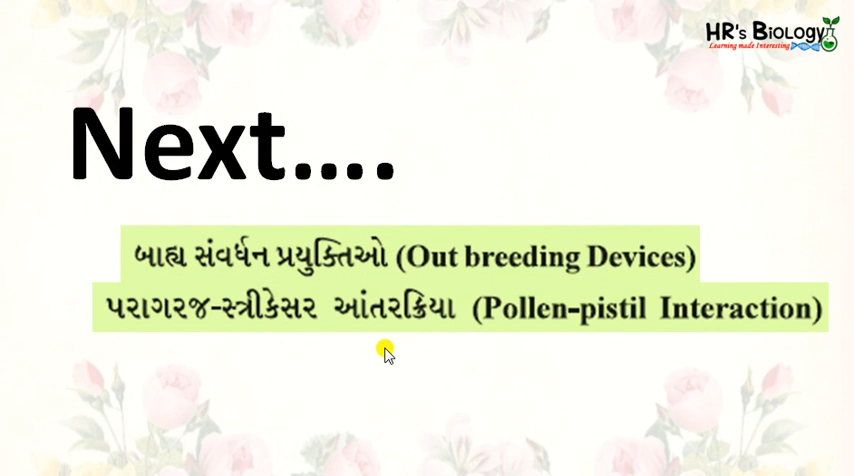 HR's Biology
Learning made Interesting
Next....
બાહ્ય સંવર્ધન પ્રયુક્તિઓ (Out breeding Devices)
પરાગરજ-સ્ત્રીકેસર આંતરક્રિયા (Pollen-pistil Interaction)